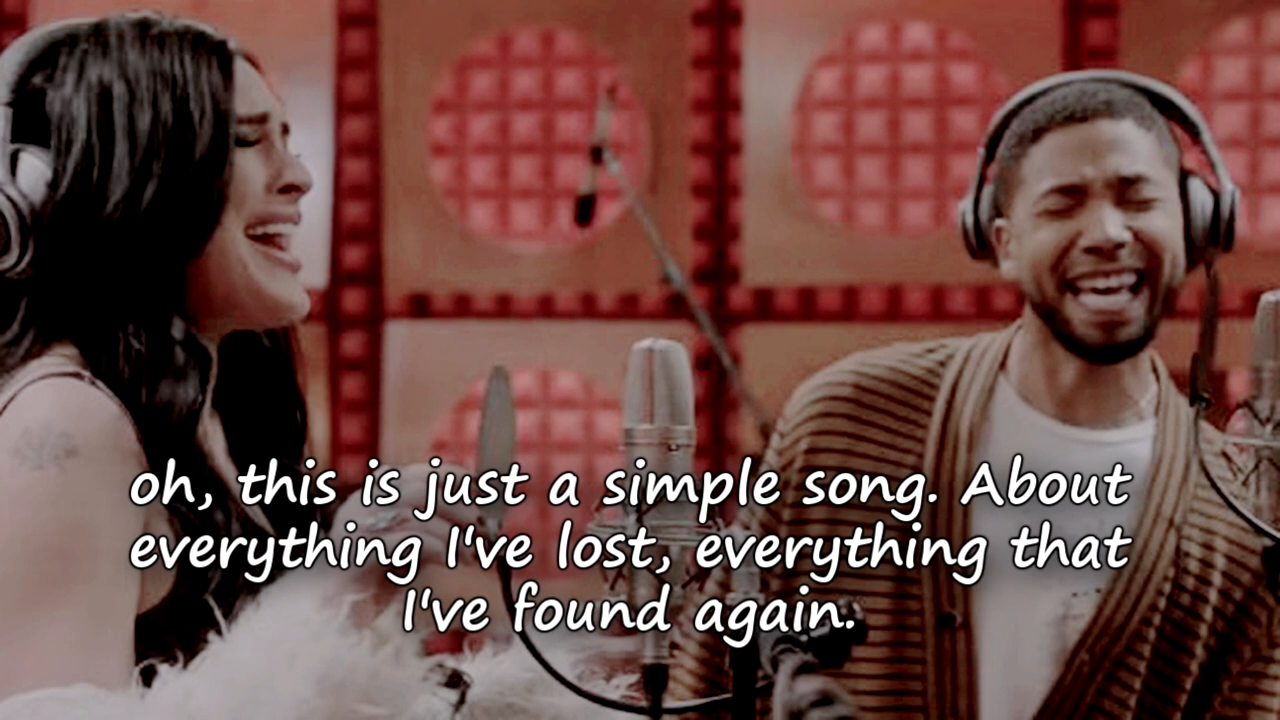 oh, this is just a simple song. About
everything I've lost, everything that
I've found again.